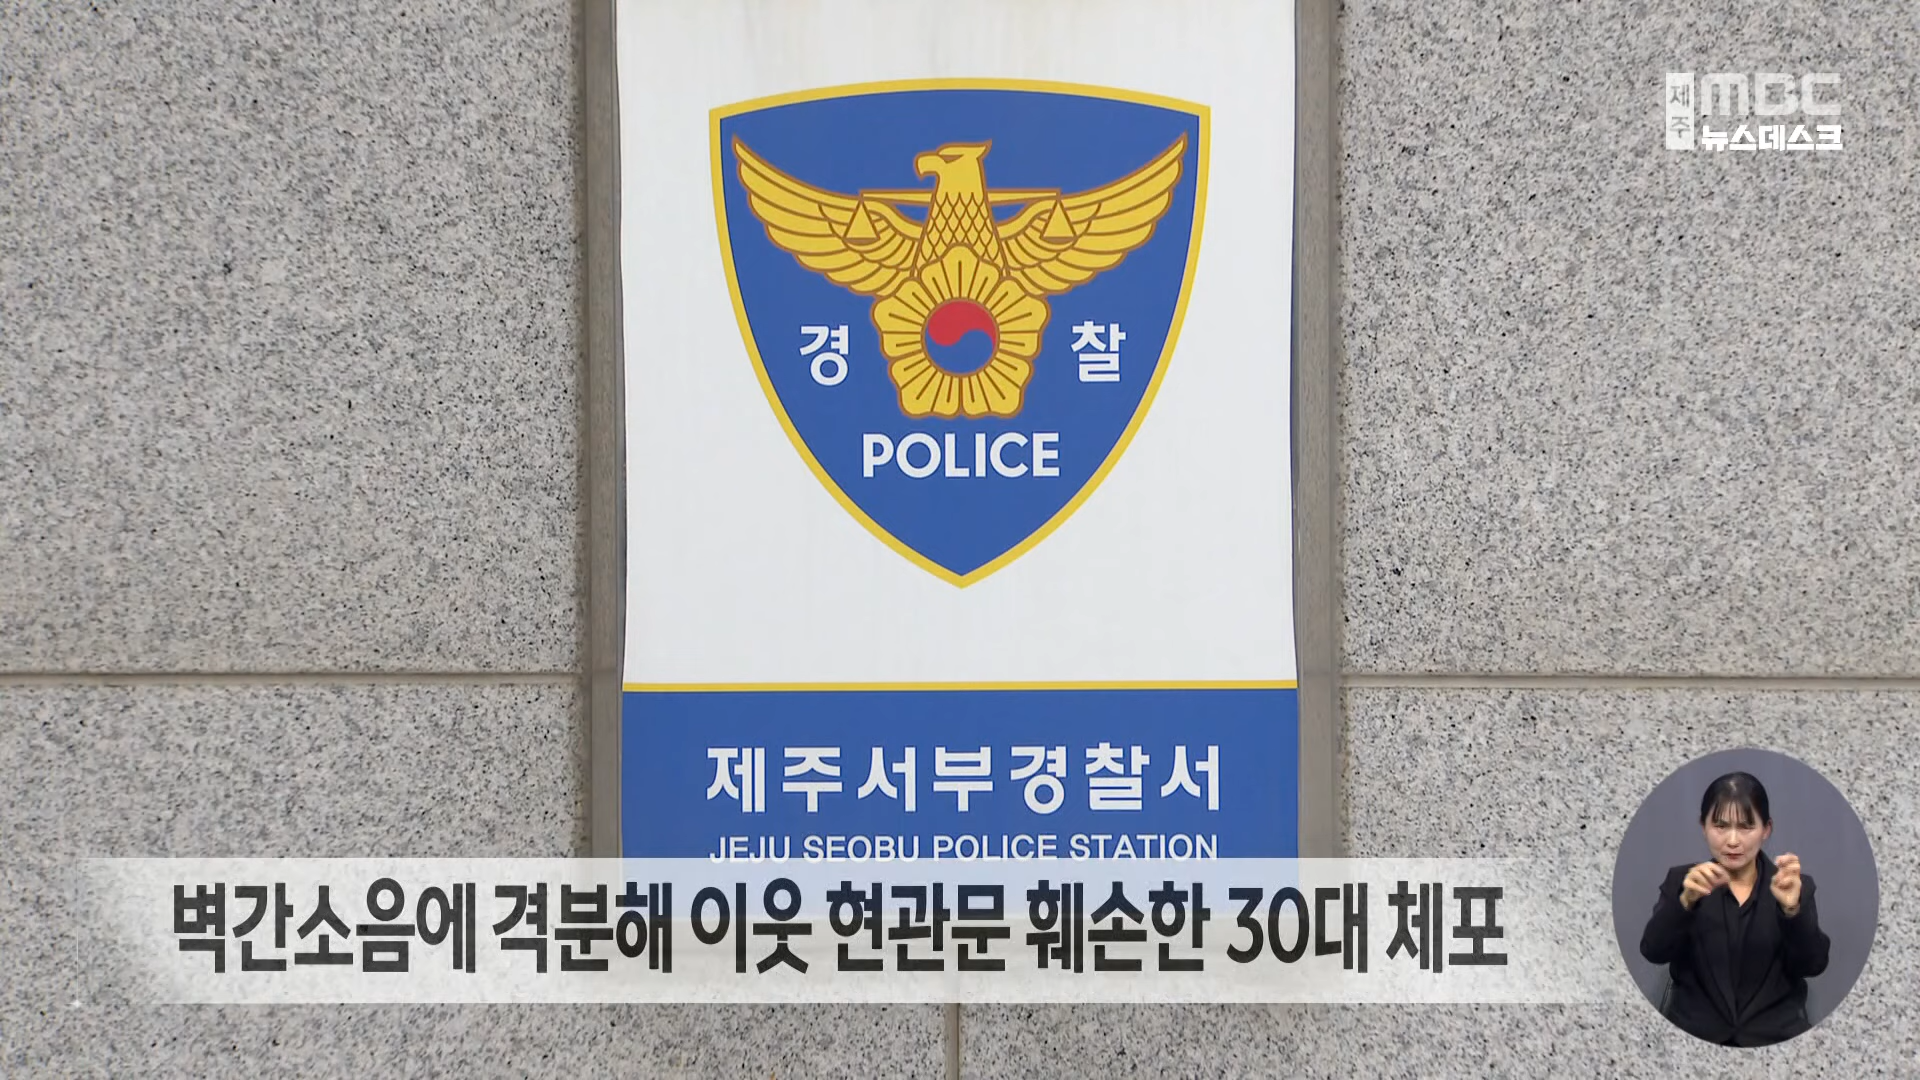 제주 MBC
뉴스데스크
경 찰
POLICE
제주서부경찰서
JEJU SEOBU POLICE STATION
벽간소음에 격분해 이웃 현관문 훼손한 30대 체포